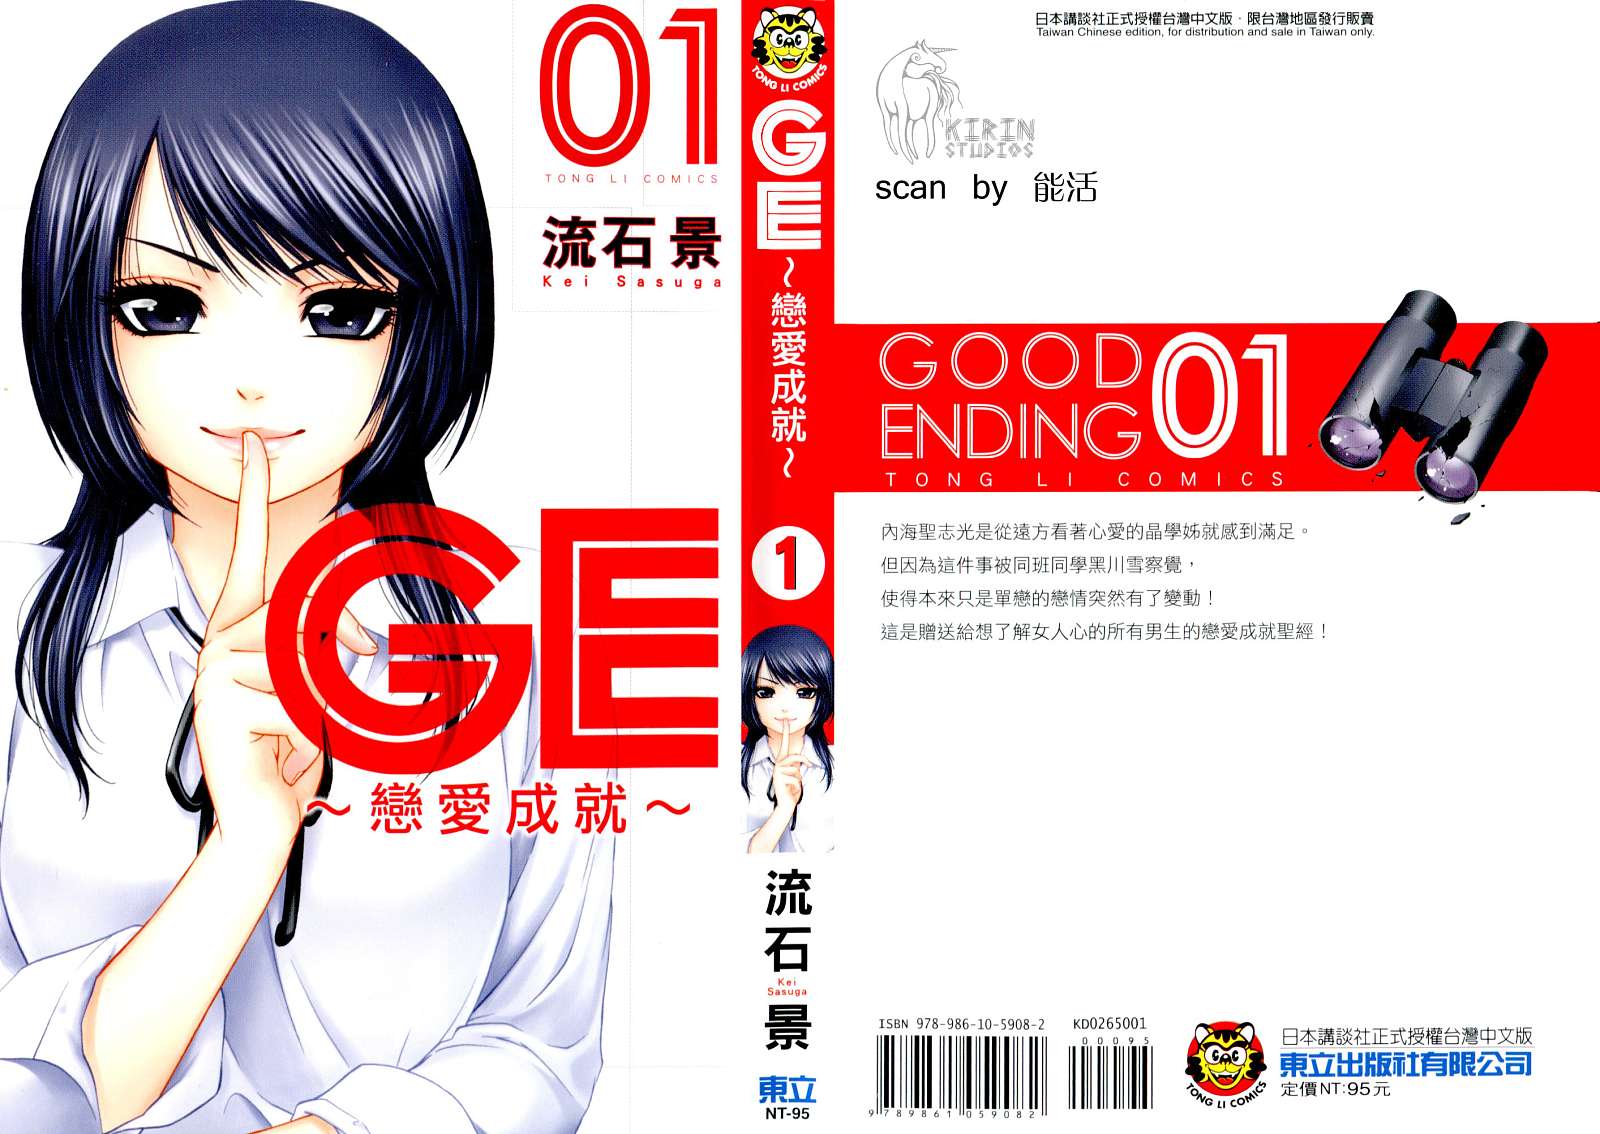 01
TONG LI COMICS
流石景
Kei Sasuga
GE
～戀愛成就～
TONG LI COMICS
GE
～戀愛成就～
1
流石景
Kei
Sasuga
東立
NT-95
日本講談社正式授權台灣中文版．限台灣地區發行販賣
Taiwan Chinese edition, for distribution and sale in Taiwan only.
KIRIN
STUDIOS
scan by 能活
GOOD
ENDING 01
TONG LI COMICS
內海聖志光是從遠方看著心愛的晶學姊就感到滿足。
但因為這件事被同班同學黑川雪察覺，
使得本來只是單戀的戀情突然有了變動！
這是贈送給想了解女人心的所有男生的戀愛成就聖經！
ISBN 978-986-10-5908-2
KD0265001
00095
9789861059082
TONG LI COMICS
日本講談社正式授權台灣中文版
東立出版社有限公司
定價NT:95元